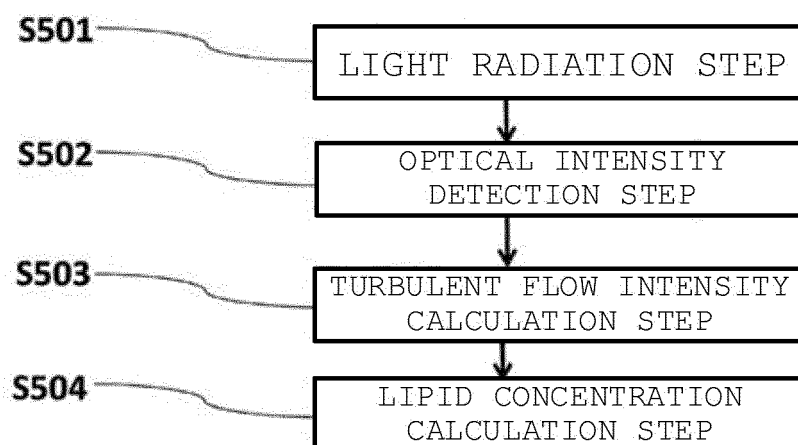 S501
LIGHT RADIATION STEP
S502
OPTICAL INTENSITY
DETECTION STEP
S503
TURBULENT FLOW INTENSITY
CALCULATION STEP
S504
LIPID CONCENTRATION
CALCULATION STEP